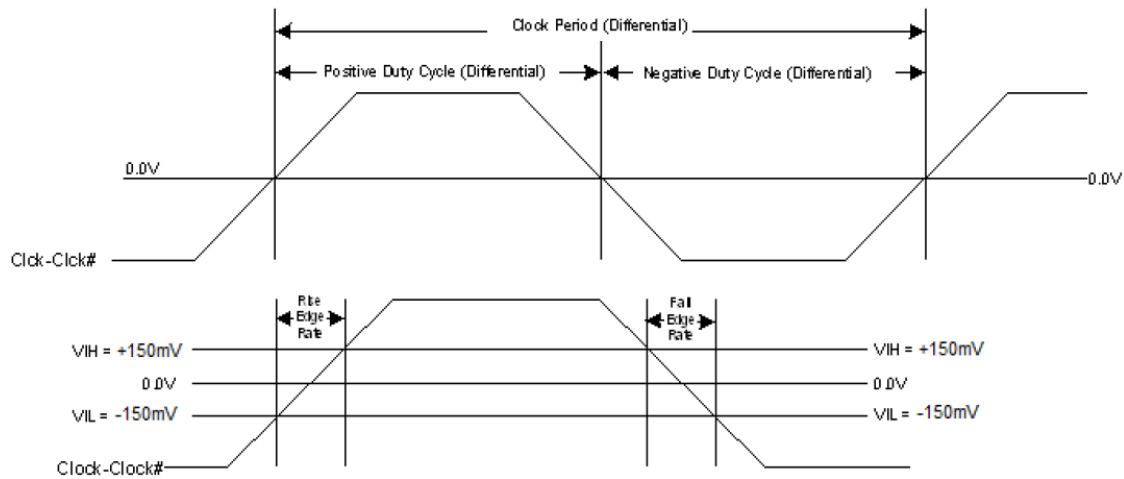 Clock Period (Differential)
Positive Duty Cycle (Differential)
Negative Duty Cycle (Differential)
0.0V
0.0V
Clck-Clck#
Rise
Edge
Rate
Fall
Edge
Rate
VIH = +150mV
VIH = +150mV
0.0V
0.0V
VIL = -150mV
VIL = -150mV
Clock-Clock#